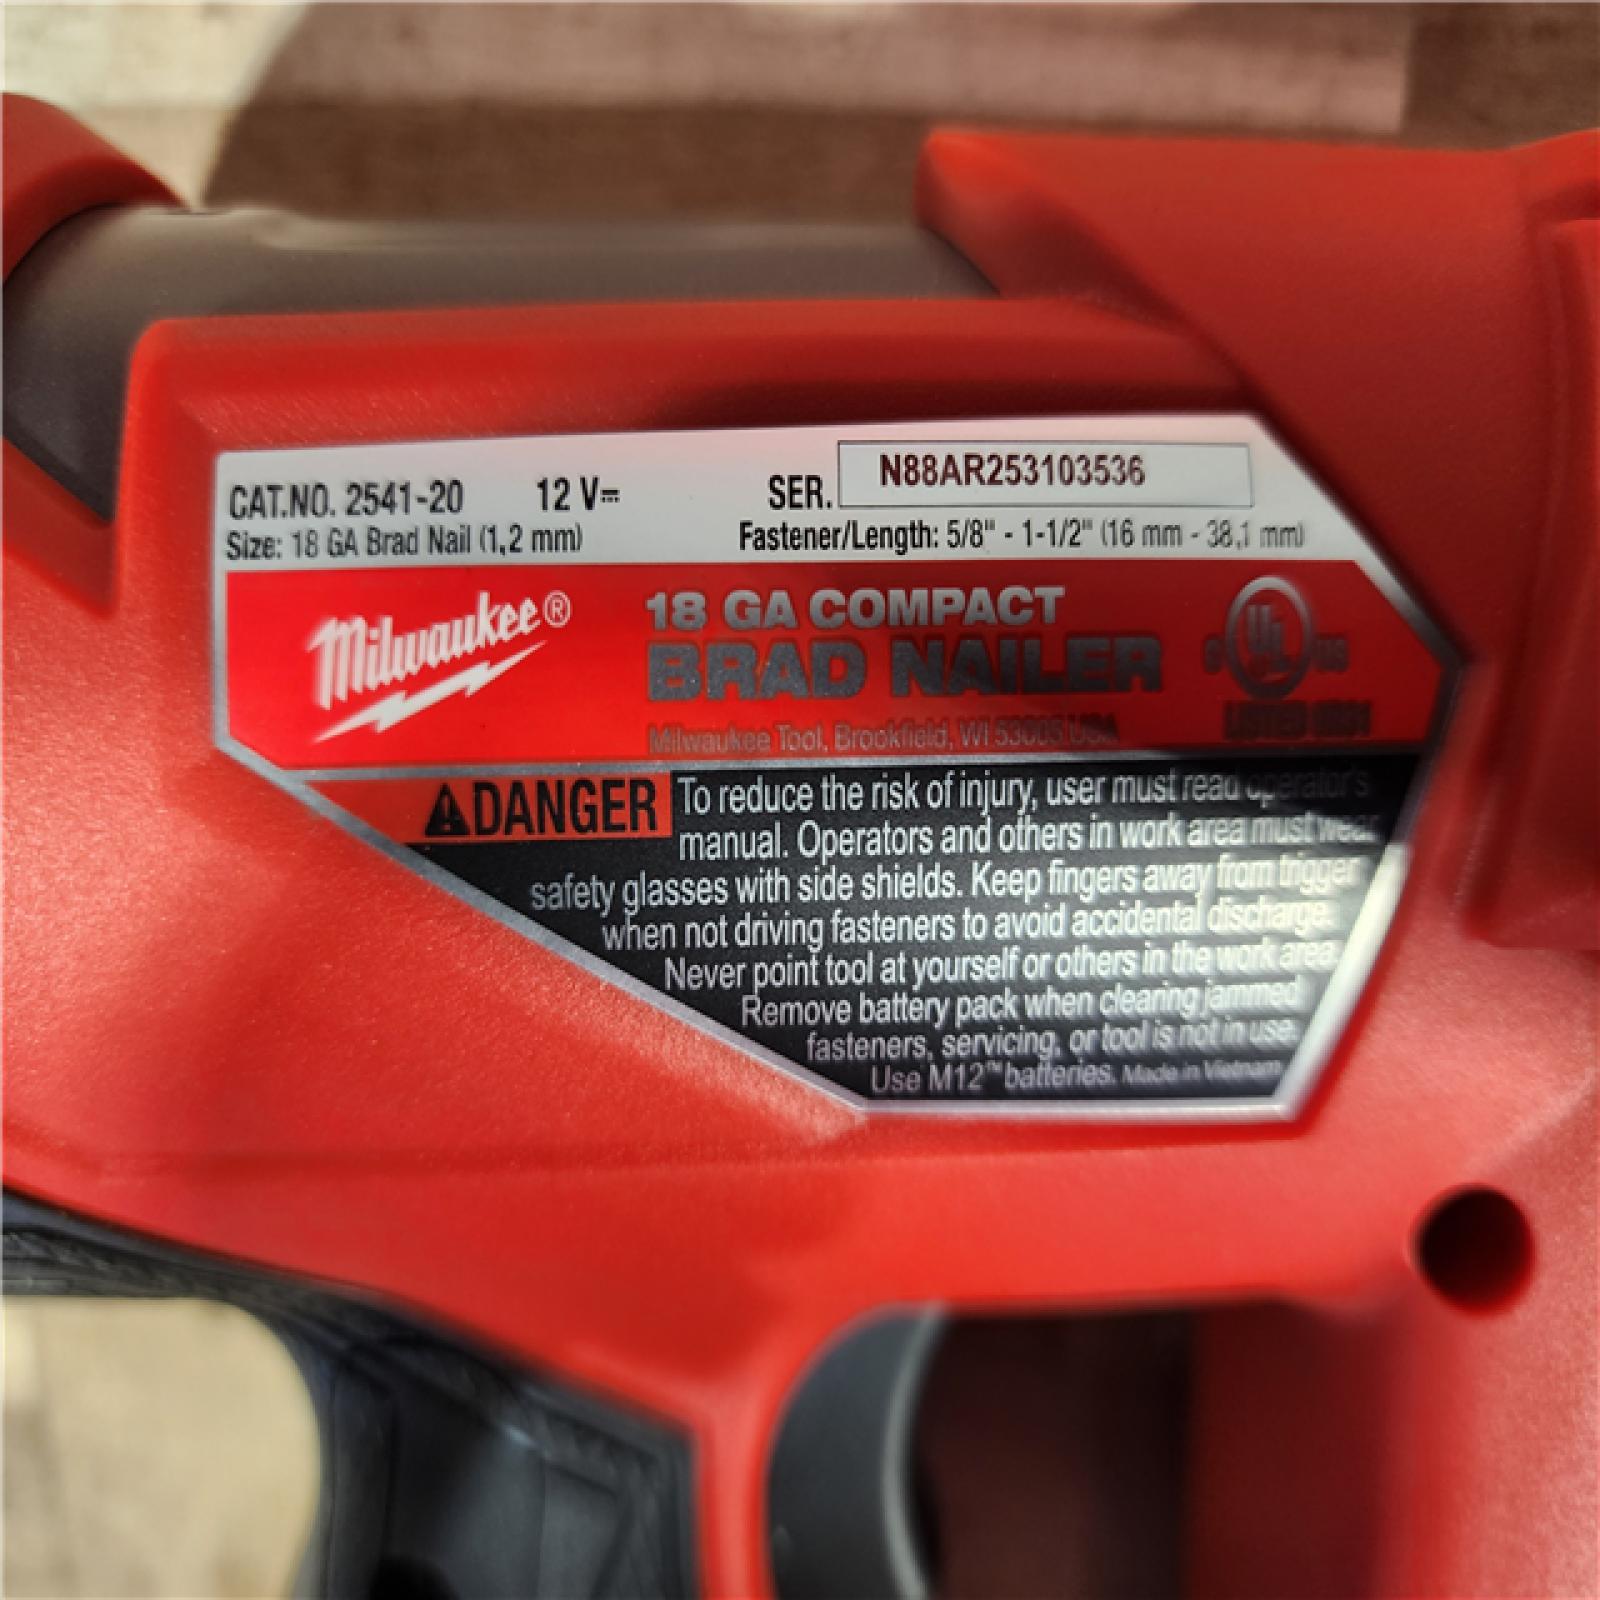 CAT.NO. 2541-20 12 V⎓ SER. N88AR253103536
Size: 18 GA Brad Nail (1,2 mm) Fastener/Length: 5/8" - 1-1/2" (16 mm - 38,1 mm)
Milwaukee® 18 GA COMPACT
BRAD NAILER
C UL US
LISTED
Milwaukee Tool, Brookfield, WI 53005 USA
⚠DANGER To reduce the risk of injury, user must read operator's
manual. Operators and others in work area must wear
safety glasses with side shields. Keep fingers away from trigger
when not driving fasteners to avoid accidental discharge.
Never point tool at yourself or others in the work area.
Remove battery pack when clearing jammed
fasteners, servicing, or tool is not in use.
Use M12™ batteries. Made in Vietnam